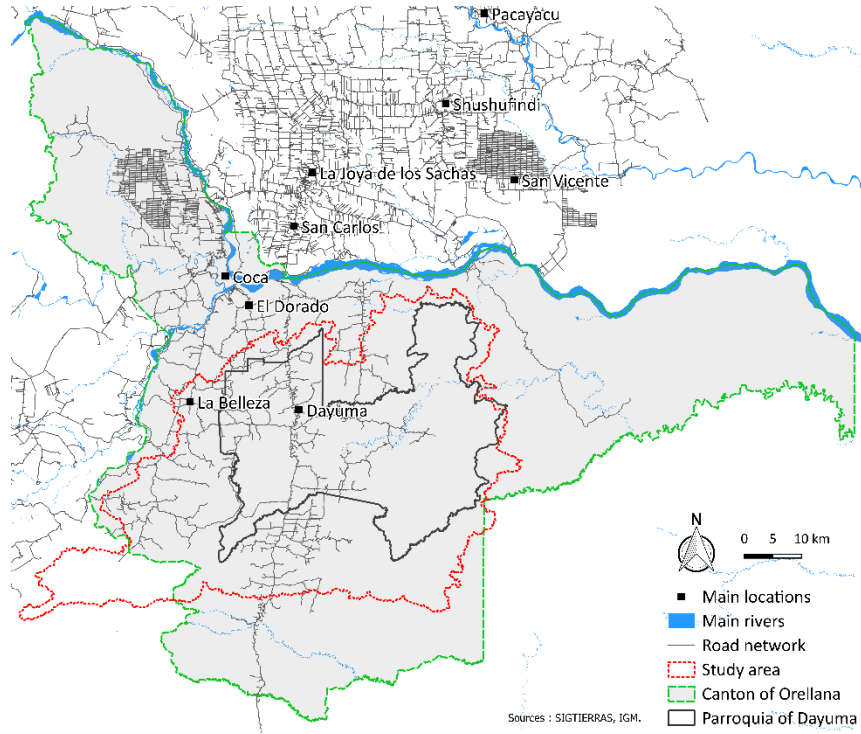 Pacayacu
Shushufindi
La Joya de los Sachas
San Vicente
San Carlos
Coca
El Dorado
La Belleza
Dayuma
N
0 5 10 km
Main locations
Main rivers
Road network
Study area
Canton of Orellana
Parroquia of Dayuma
Sources : SIGTIERRAS, IGM.